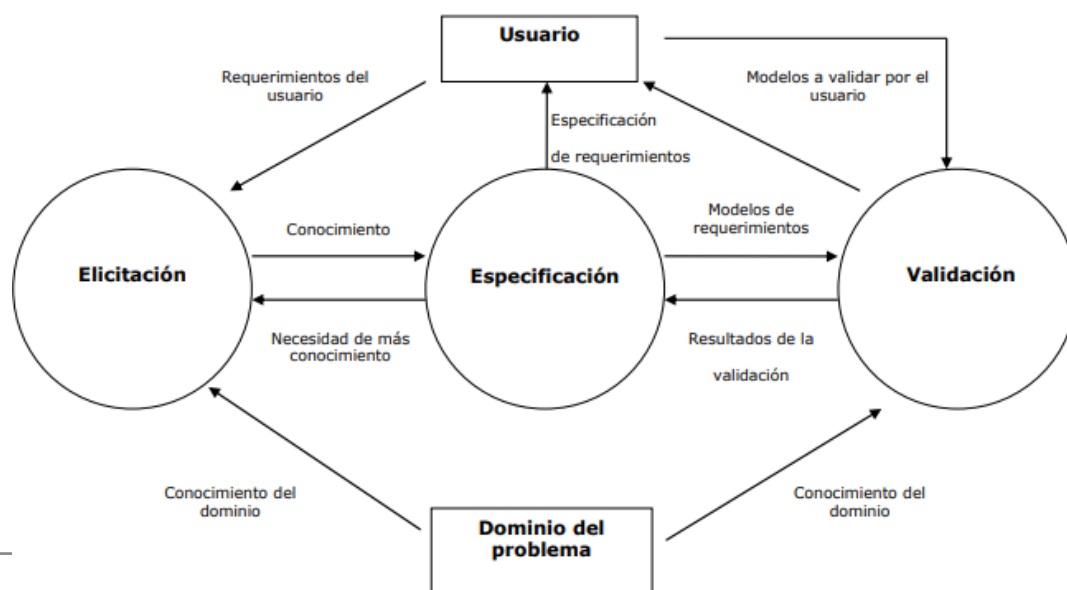 Usuario
Requerimientos del
usuario
Modelos a validar por el
usuario
Especificación
de requerimientos
Conocimiento
Modelos de
requerimientos
Elicitación
Especificación
Validación
Necesidad de más
conocimiento
Resultados de la
validación
Conocimiento del
dominio
Conocimiento del
dominio
Dominio del
problema